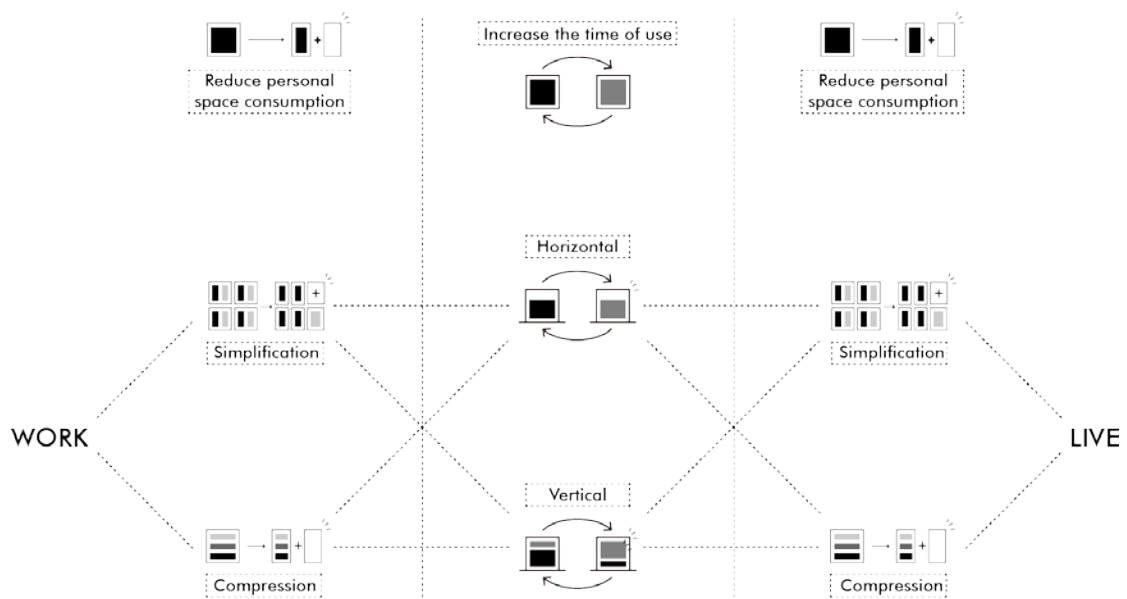 Reduce personal
space consumption
Increase the time of use
Reduce personal
space consumption
Horizontal
Simplification
Simplification
WORK
LIVE
Vertical
Compression
Compression